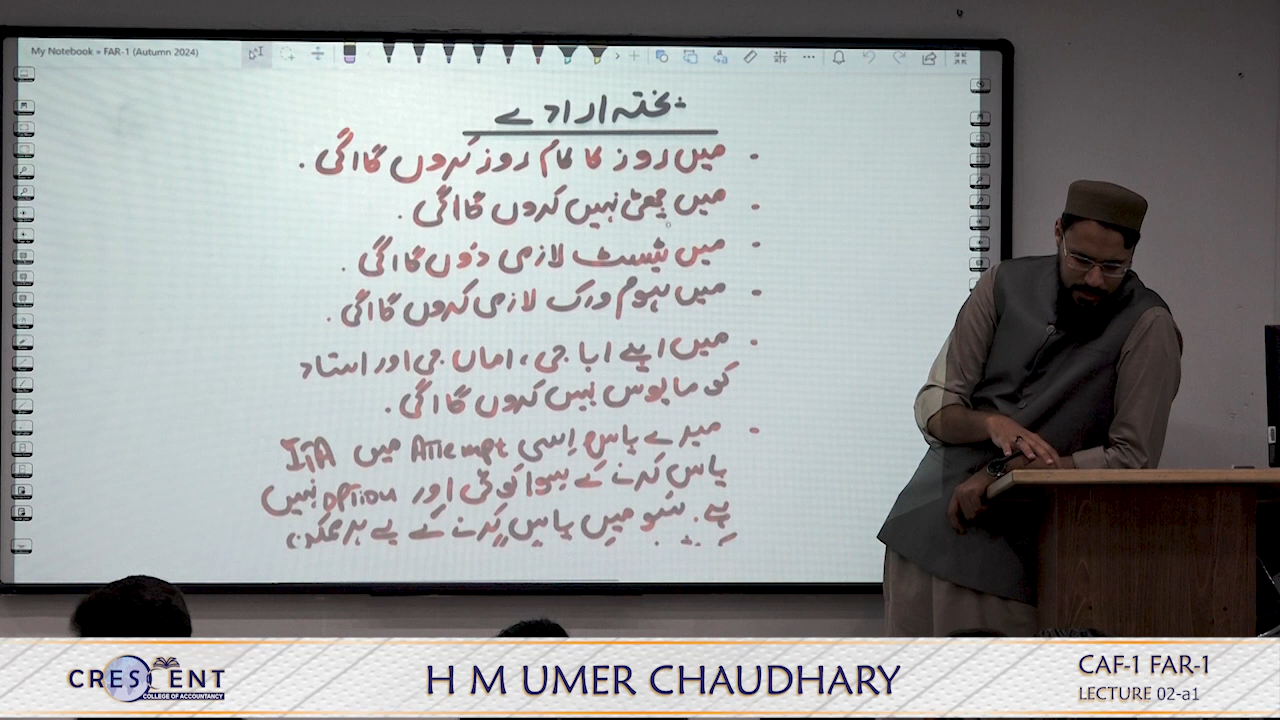 My Notebook » FAR-1 (Autumn 2024)
پختہ ارادے
• میں روز کا کام روز کروں گا/گی.
• میں چھٹی نہیں کروں گا/گی.
• میں ٹیسٹ لازمی دوں گا/گی.
• میں ہوم ورک لازمی کروں گا/گی.
• میں اپنے ابا جی، اماں جی اور استاد
کو مایوس نہیں کروں گا/گی.
• میرے پاس اِسی Attempt میں ITA
پاس کرنے کے سِوا کوئی اور option نہیں
ہے. میں پاس کرنے کے لیے ہر ممکن
CRESCENT
COLLEGE OF ACCOUNTANCY
H M UMER CHAUDHARY
CAF-1 FAR-1
LECTURE 02-a1